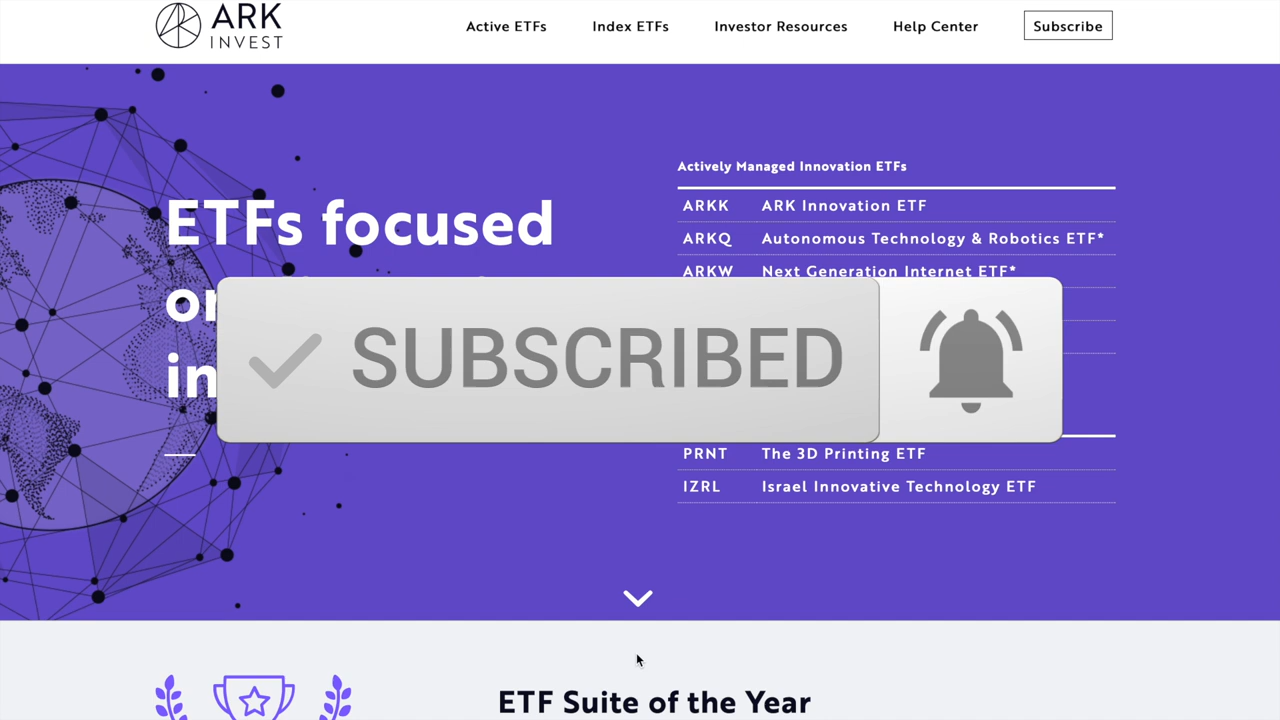 ARK
INVEST
Active ETFs
Index ETFs
Investor Resources
Help Center
Subscribe
ETFs focused
Actively Managed Innovation ETFs
ARKK ARK Innovation ETF
ARKQ Autonomous Technology & Robotics ETF*
ARKW Next Generation Internet ETF*
SUBSCRIBED
PRNT The 3D Printing ETF
IZRL Israel Innovative Technology ETF
ETF Suite of the Year